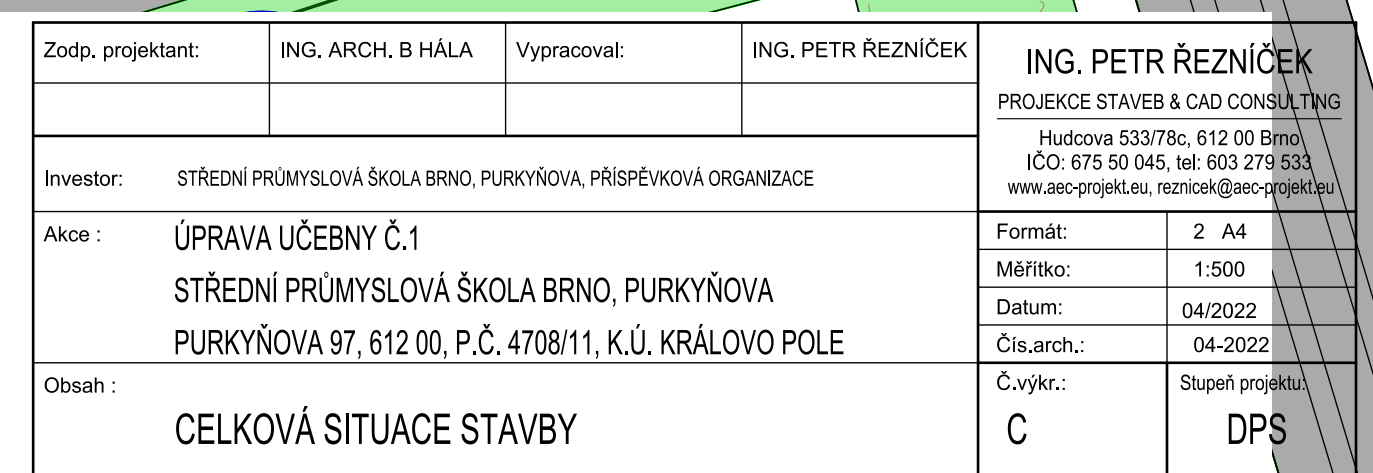 Zodp. projektant: ING. ARCH. B HÁLA Vypracoval: ING. PETR ŘEZNÍČEK
ING. PETR ŘEZNÍČEK
PROJEKCE STAVEB & CAD CONSULTING
Hudcova 533/78c, 612 00 Brno
IČO: 675 50 045, tel: 603 279 533
www.aec-projekt.eu, reznicek@aec-projekt.eu
Investor: STŘEDNÍ PRŮMYSLOVÁ ŠKOLA BRNO, PURKYŇOVA, PŘÍSPĚVKOVÁ ORGANIZACE
Akce : ÚPRAVA UČEBNY Č.1
STŘEDNÍ PRŮMYSLOVÁ ŠKOLA BRNO, PURKYŇOVA
PURKYŇOVA 97, 612 00, P.Č. 4708/11, K.Ú. KRÁLOVO POLE
Formát: 2 A4
Měřítko: 1:500
Datum: 04/2022
Čís.arch.: 04-2022
Obsah :
CELKOVÁ SITUACE STAVBY
Č.výkr.: Stupeň projektu:
C DPS